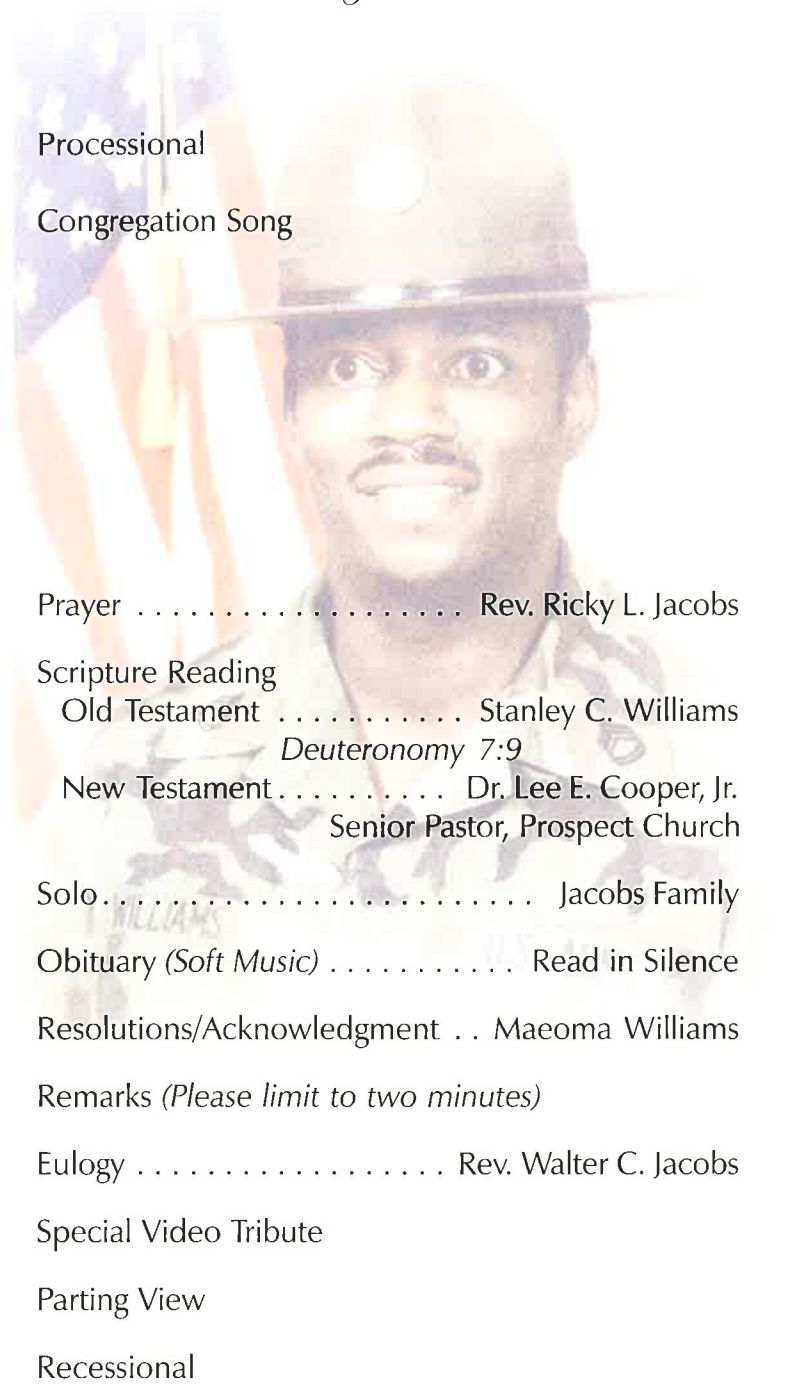 Processional
Congregation Song
Prayer . . . . . . . . . . . . . . . . . . . Rev. Ricky L. Jacobs
Scripture Reading
Old Testament . . . . . . . . . . . Stanley C. Williams
Deuteronomy 7:9
New Testament . . . . . . . . . . Dr. Lee E. Cooper, Jr.
Senior Pastor, Prospect Church
Solo . . . . . . . . . . . . . . . . . . . . . . . . . Jacobs Family
WILLIAMS
Obituary (Soft Music) . . . . . . . . . . . Read in Silence
Resolutions/Acknowledgment . . Maeoma Williams
Remarks (Please limit to two minutes)
Eulogy . . . . . . . . . . . . . . . . . . Rev. Walter C. Jacobs
Special Video Tribute
Parting View
Recessional